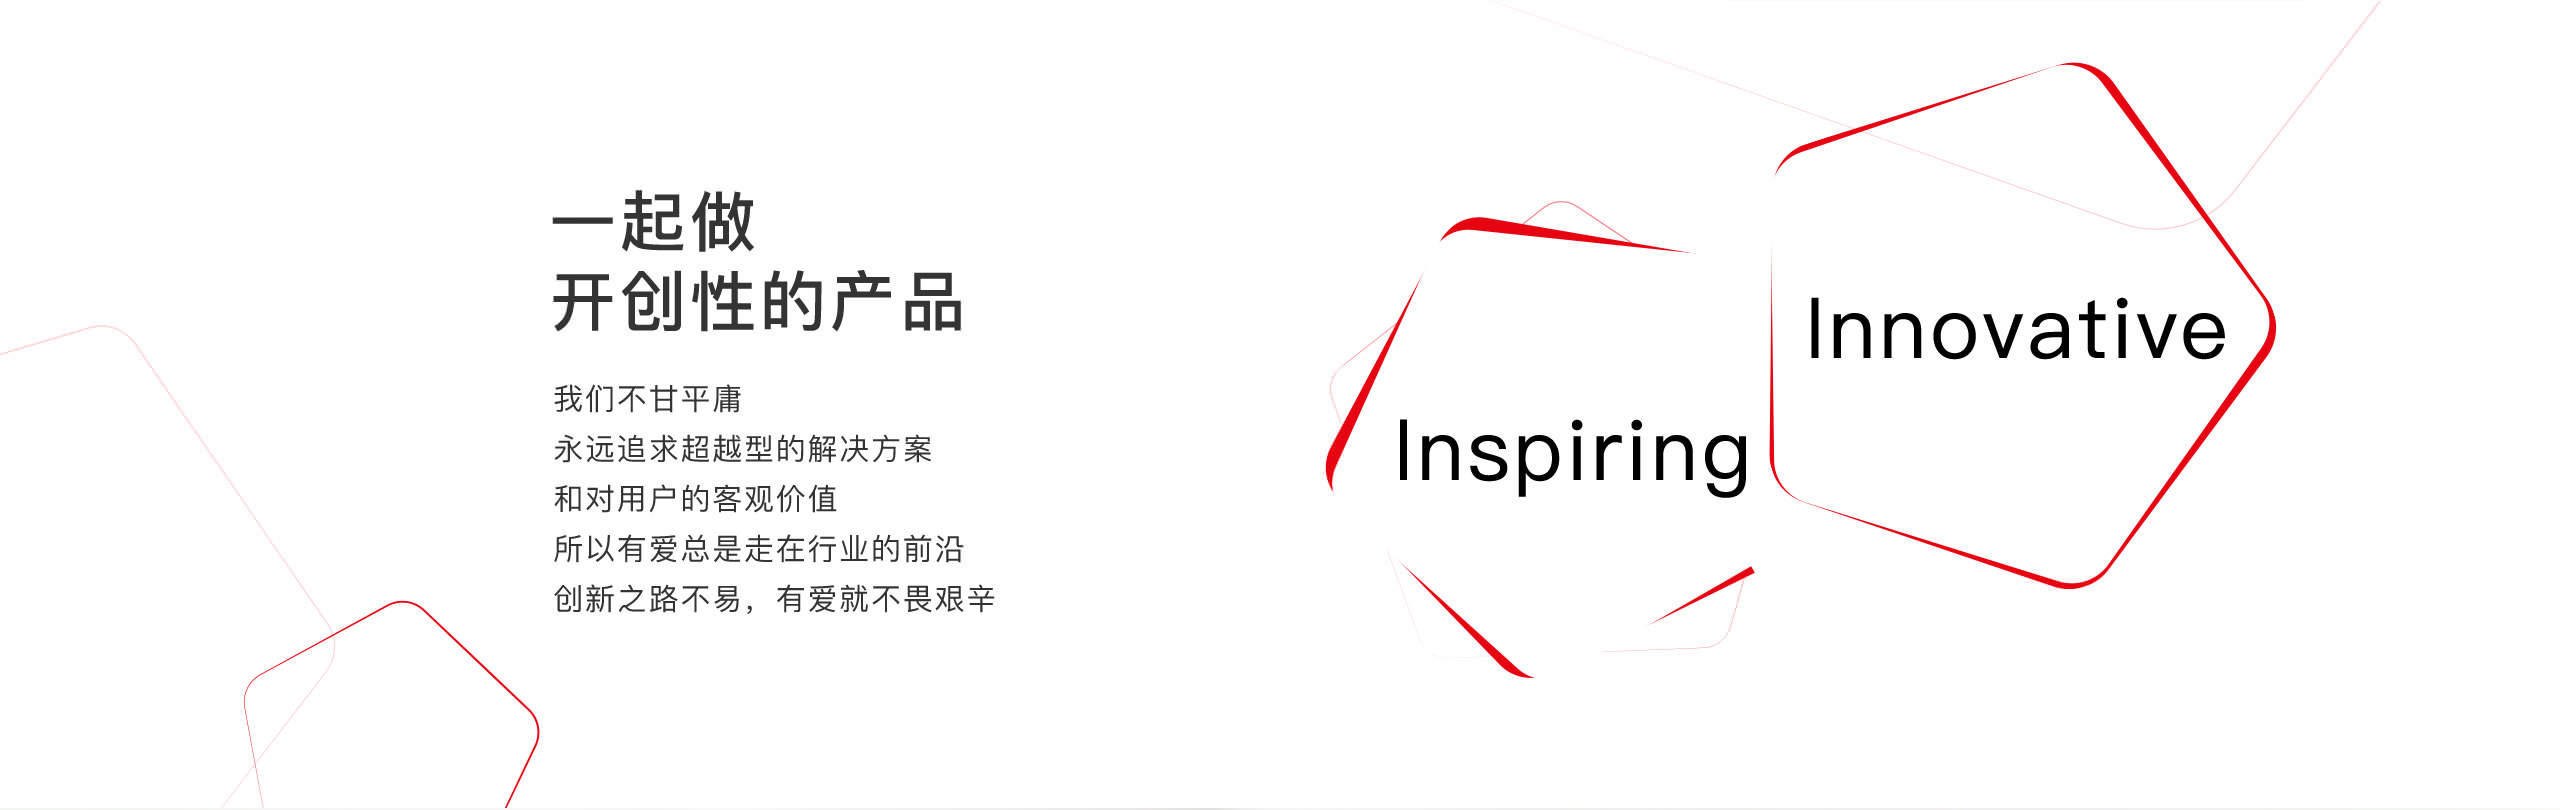 一起做
开创性的产品
我们不甘平庸
永远追求超越型的解决方案
和对用户的客观价值
所以有爱总是走在行业的前沿
创新之路不易，有爱就不畏艰辛
Innovative
Inspiring